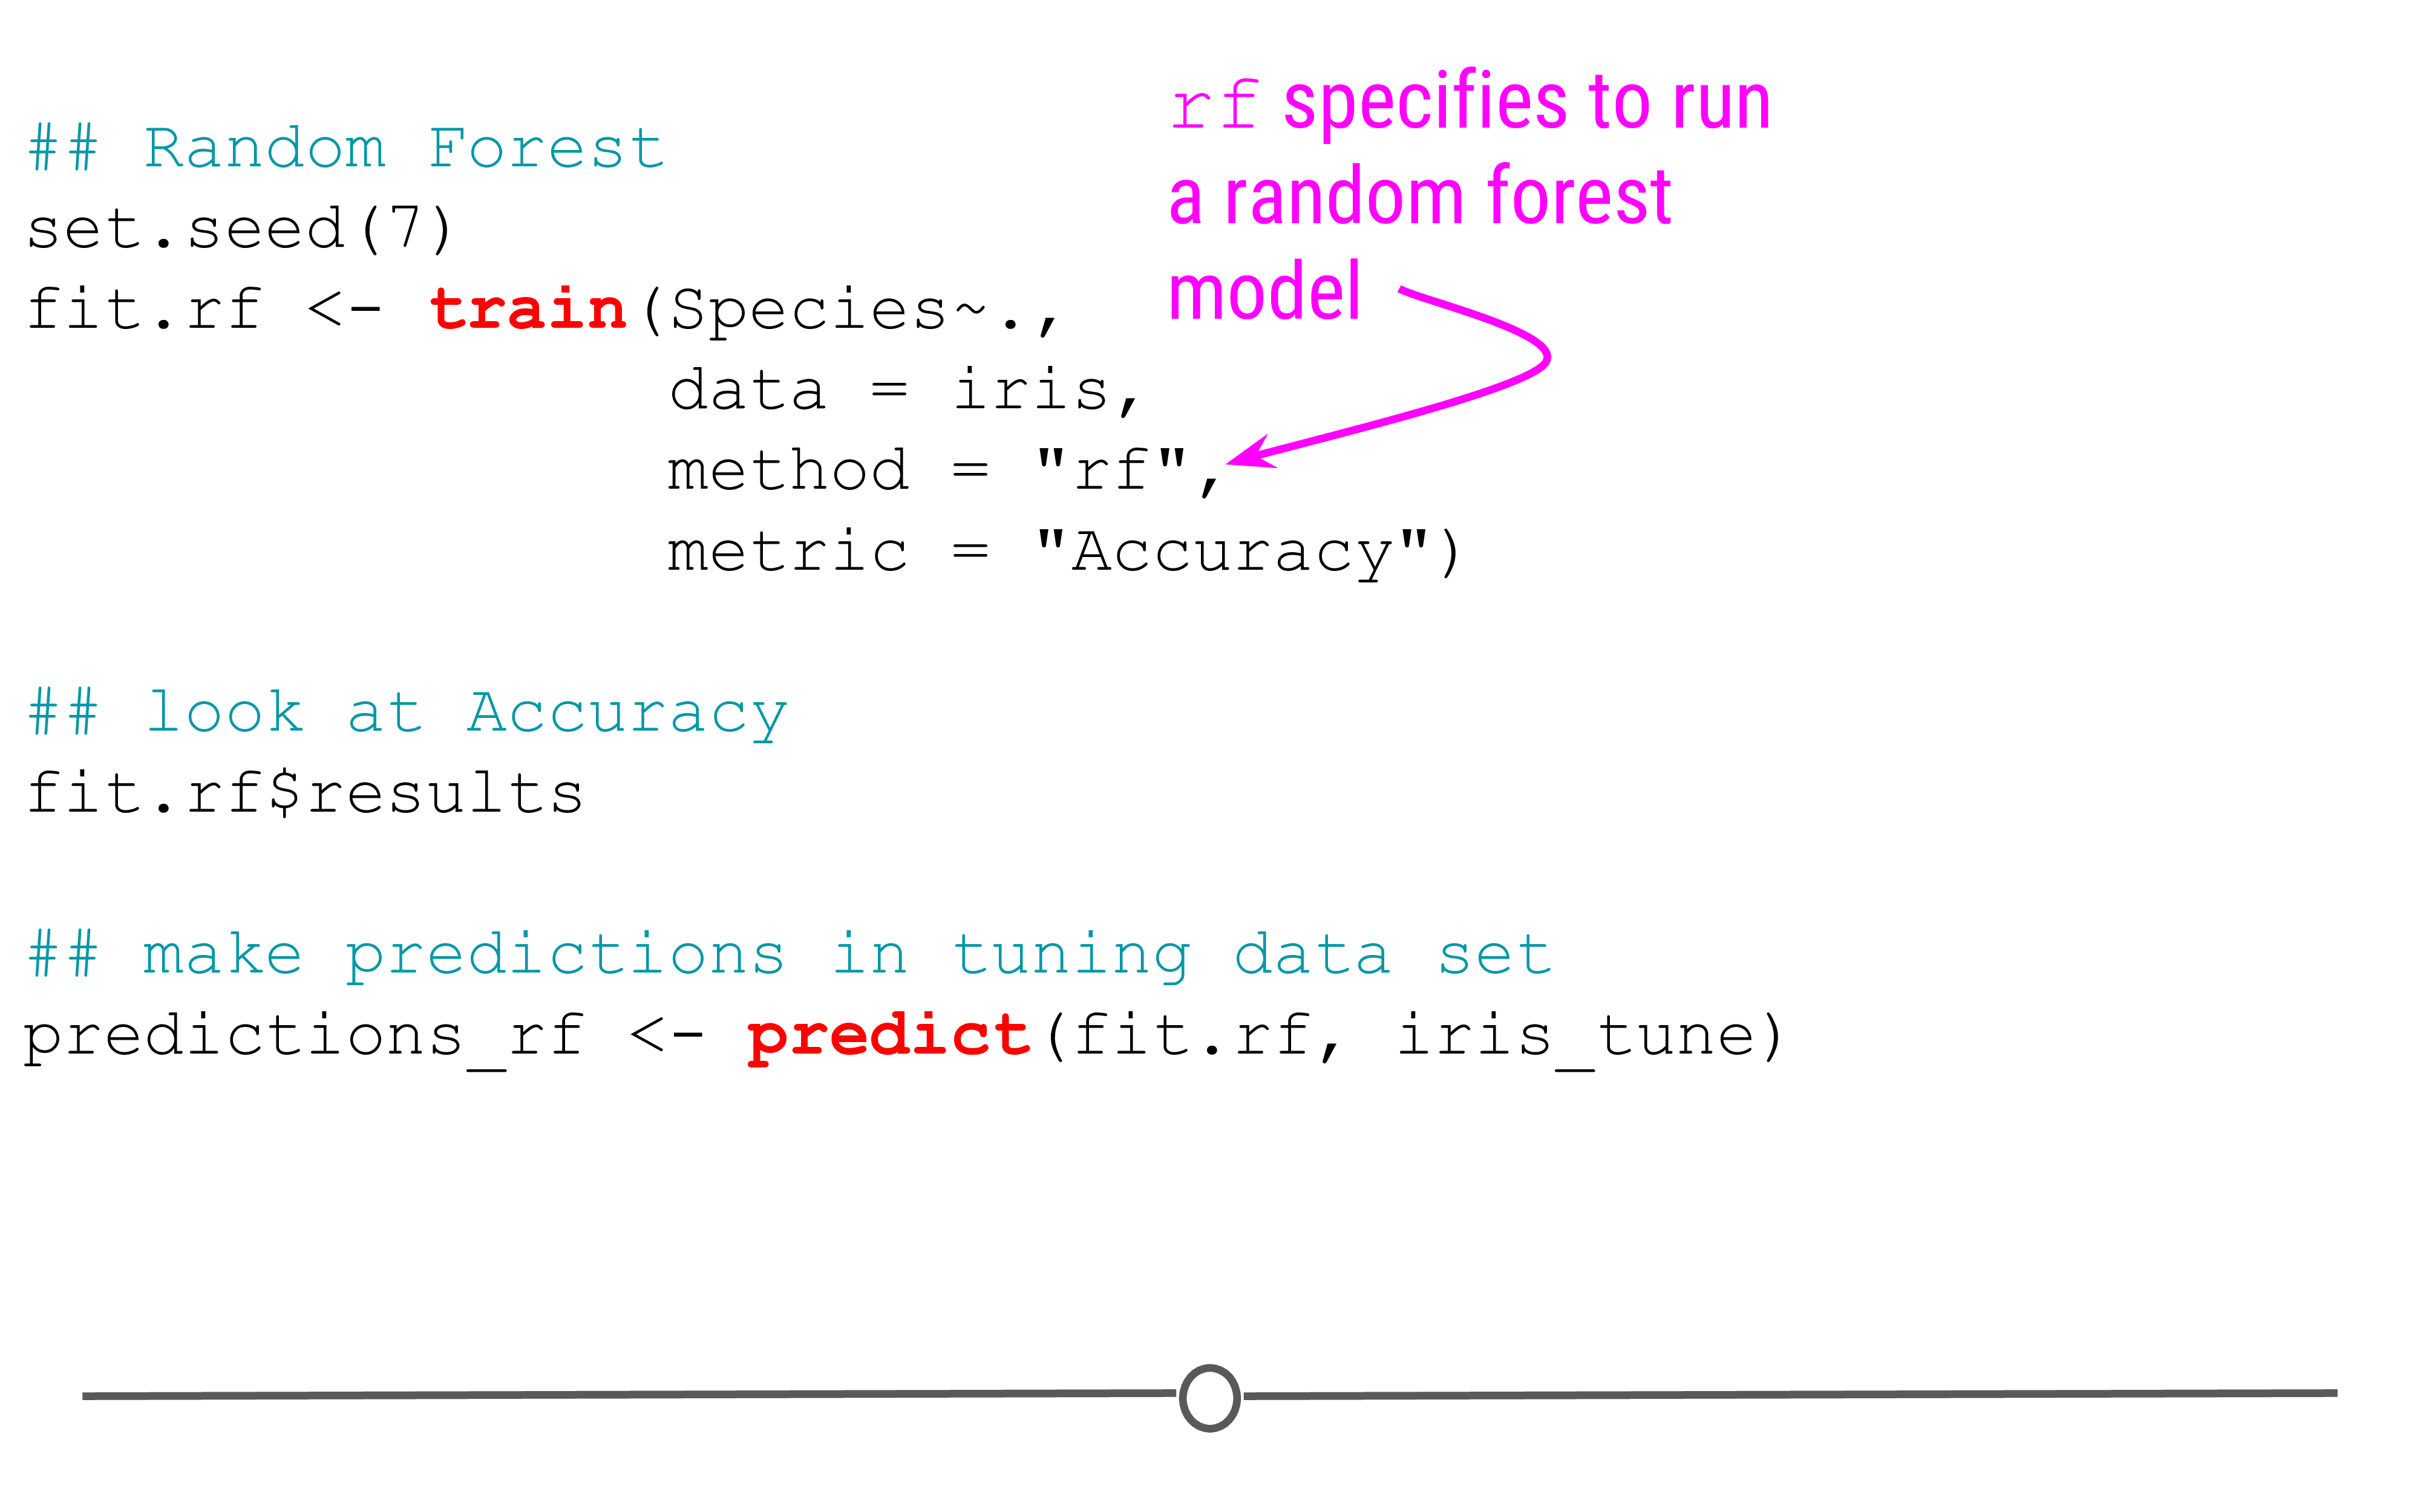 rf specifies to run
a random forest
model
## Random Forest
set.seed(7)
fit.rf <- train(Species~.,
data = iris,
method = "rf",
metric = "Accuracy")
## look at Accuracy
fit.rf$results
## make predictions in tuning data set
predictions_rf <- predict(fit.rf, iris_tune)